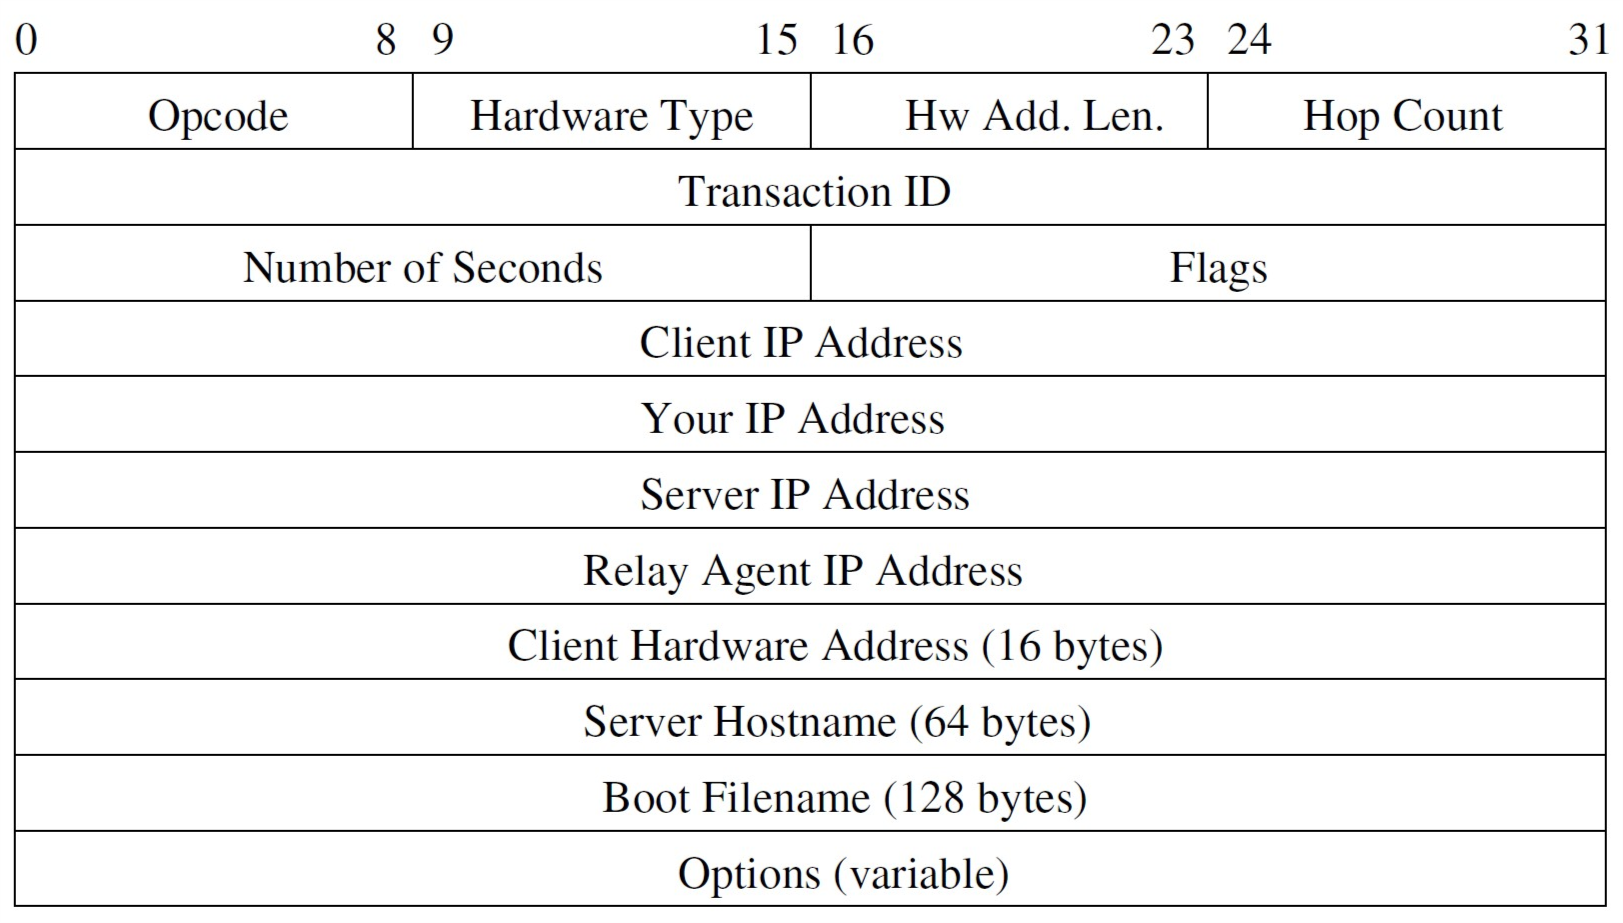 0 8 9 15 16 23 24 31
Opcode Hardware Type Hw Add. Len. Hop Count
Transaction ID
Number of Seconds Flags
Client IP Address
Your IP Address
Server IP Address
Relay Agent IP Address
Client Hardware Address (16 bytes)
Server Hostname (64 bytes)
Boot Filename (128 bytes)
Options (variable)